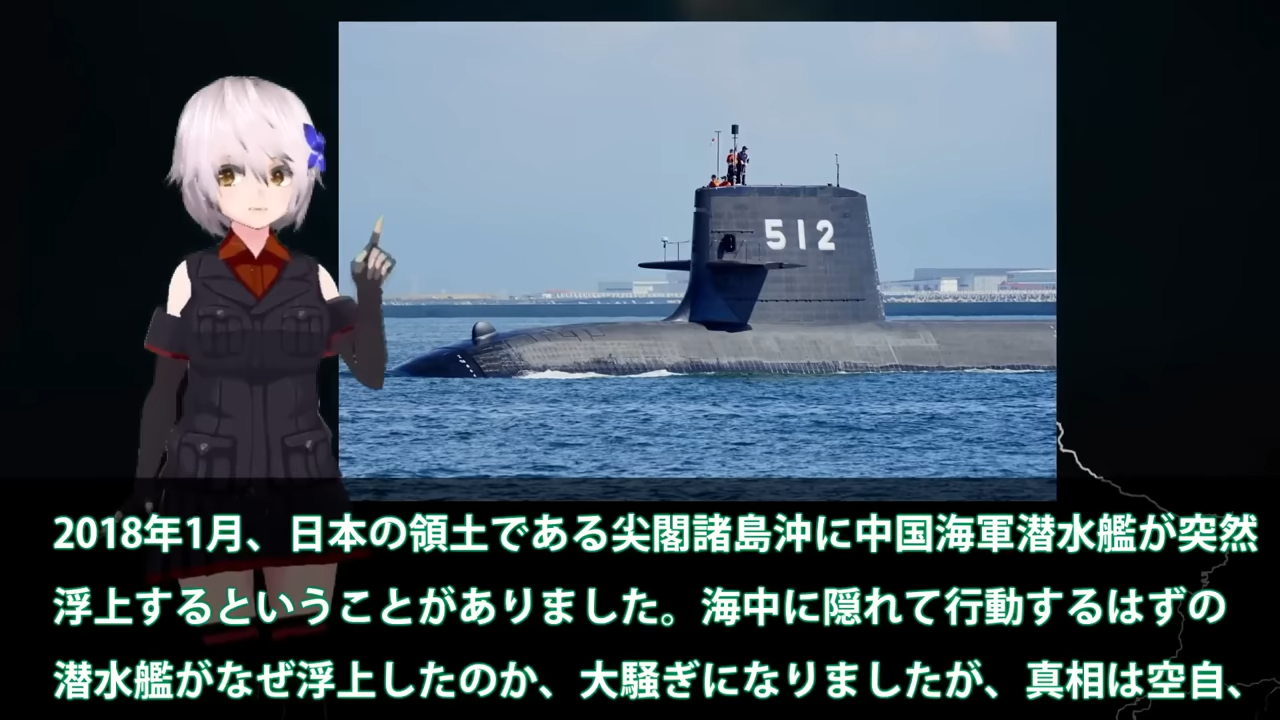 512
2018年1月、日本の領土である尖閣諸島沖に中国海軍潜水艦が突然
浮上するということがありました。海中に隠れて行動するはずの
潜水艦がなぜ浮上したのか、大騒ぎになりましたが、真相は空自、